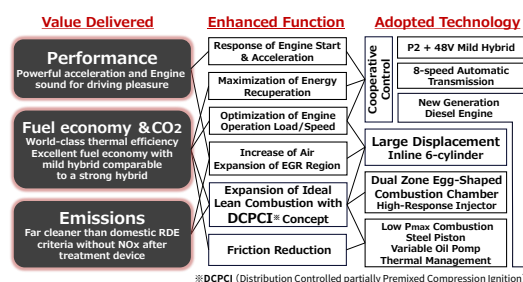 Value Delivered
Enhanced Function
Adopted Technology
Performance
Powerful acceleration and Engine
sound for driving pleasure
Fuel economy &CO2
World-class thermal efficiency
Excellent fuel economy with
mild hybrid comparable
to a strong hybrid
Emissions
Far cleaner than domestic RDE
criteria without NOx after
treatment device
Response of Engine Start
& Acceleration
Maximization of Energy
Recuperation
Optimization of Engine
Operation Load/Speed
Increase of Air
Expansion of EGR Region
Expansion of Ideal
Lean Combustion with
DCPCI※ Concept
Friction Reduction
Cooperative
Control
P2 + 48V Mild Hybrid
8-speed Automatic
Transmission
New Generation
Diesel Engine
Large Displacement
Inline 6-cylinder
Dual Zone Egg-Shaped
Combustion Chamber
High-Response Injector
Low Pmax Combustion
Steel Piston
Variable Oil Pump
Thermal Management
※DCPCI (Distribution Controlled partially Premixed Compression Ignition)